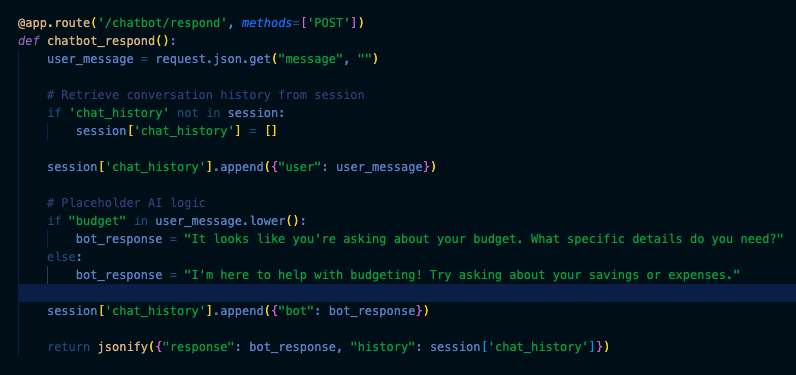 @app.route('/chatbot/respond', methods=['POST'])
def chatbot_respond():
    user_message = request.json.get("message", "")

    # Retrieve conversation history from session
    if 'chat_history' not in session:
        session['chat_history'] = []

    session['chat_history'].append({"user": user_message})

    # Placeholder AI logic
    if "budget" in user_message.lower():
        bot_response = "It looks like you're asking about your budget. What specific details do you need?"
    else:
        bot_response = "I'm here to help with budgeting! Try asking about your savings or expenses."

    session['chat_history'].append({"bot": bot_response})

    return jsonify({"response": bot_response, "history": session['chat_history']})